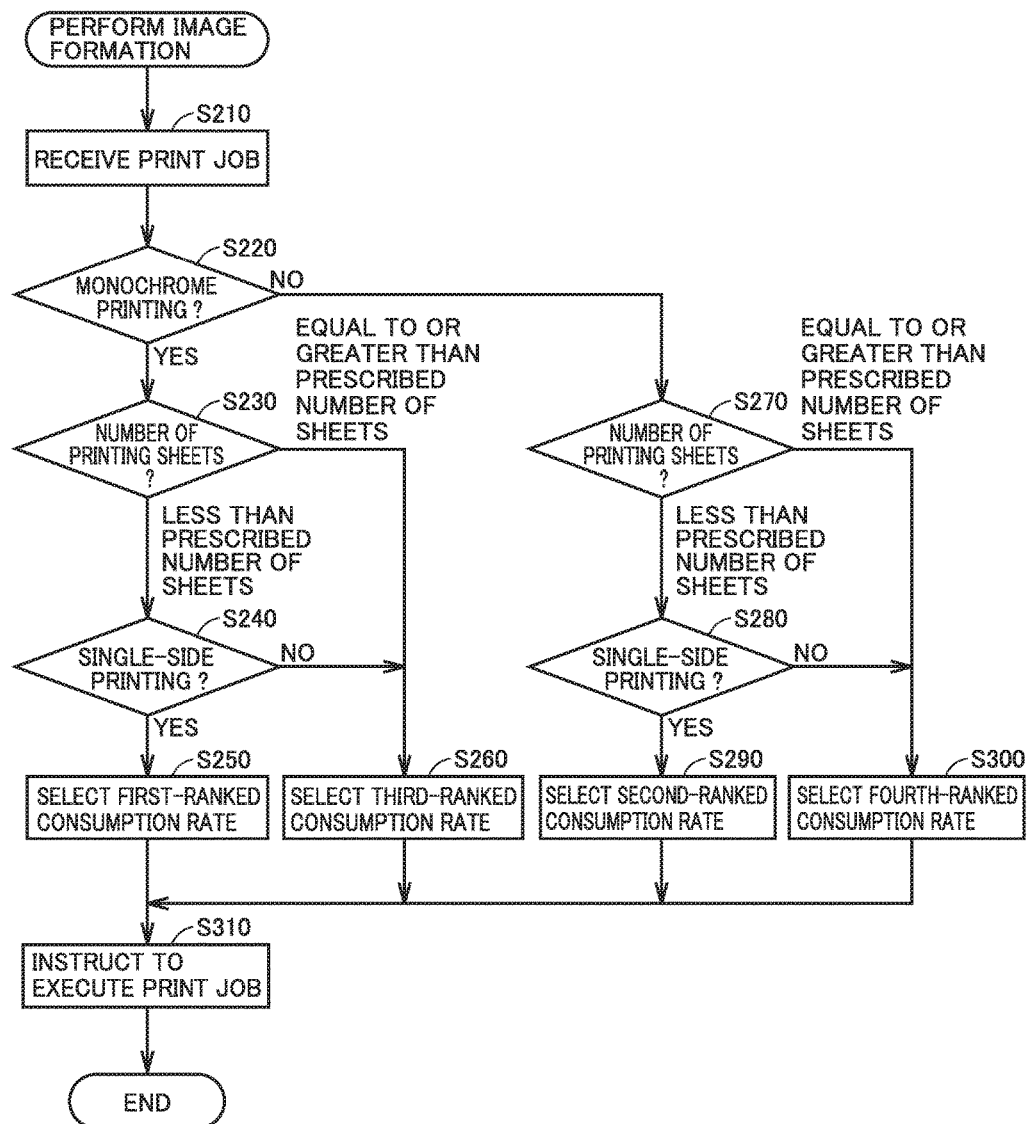 PERFORM IMAGE
FORMATION
S210
RECEIVE PRINT JOB
S220
MONOCHROME
PRINTING ?
NO
YES
EQUAL TO OR
GREATER THAN
PRESCRIBED
NUMBER OF
SHEETS
S230
NUMBER OF
PRINTING SHEETS
?
LESS THAN
PRESCRIBED
NUMBER OF
SHEETS
S240
SINGLE-SIDE
PRINTING ?
NO
YES
S250
SELECT FIRST-RANKED
CONSUMPTION RATE
S260
SELECT THIRD-RANKED
CONSUMPTION RATE
EQUAL TO OR
GREATER THAN
PRESCRIBED
NUMBER OF
SHEETS
S270
NUMBER OF
PRINTING SHEETS
?
LESS THAN
PRESCRIBED
NUMBER OF
SHEETS
S280
SINGLE-SIDE
PRINTING ?
NO
YES
S290
SELECT SECOND-RANKED
CONSUMPTION RATE
S300
SELECT FOURTH-RANKED
CONSUMPTION RATE
S310
INSTRUCT TO
EXECUTE PRINT JOB
END